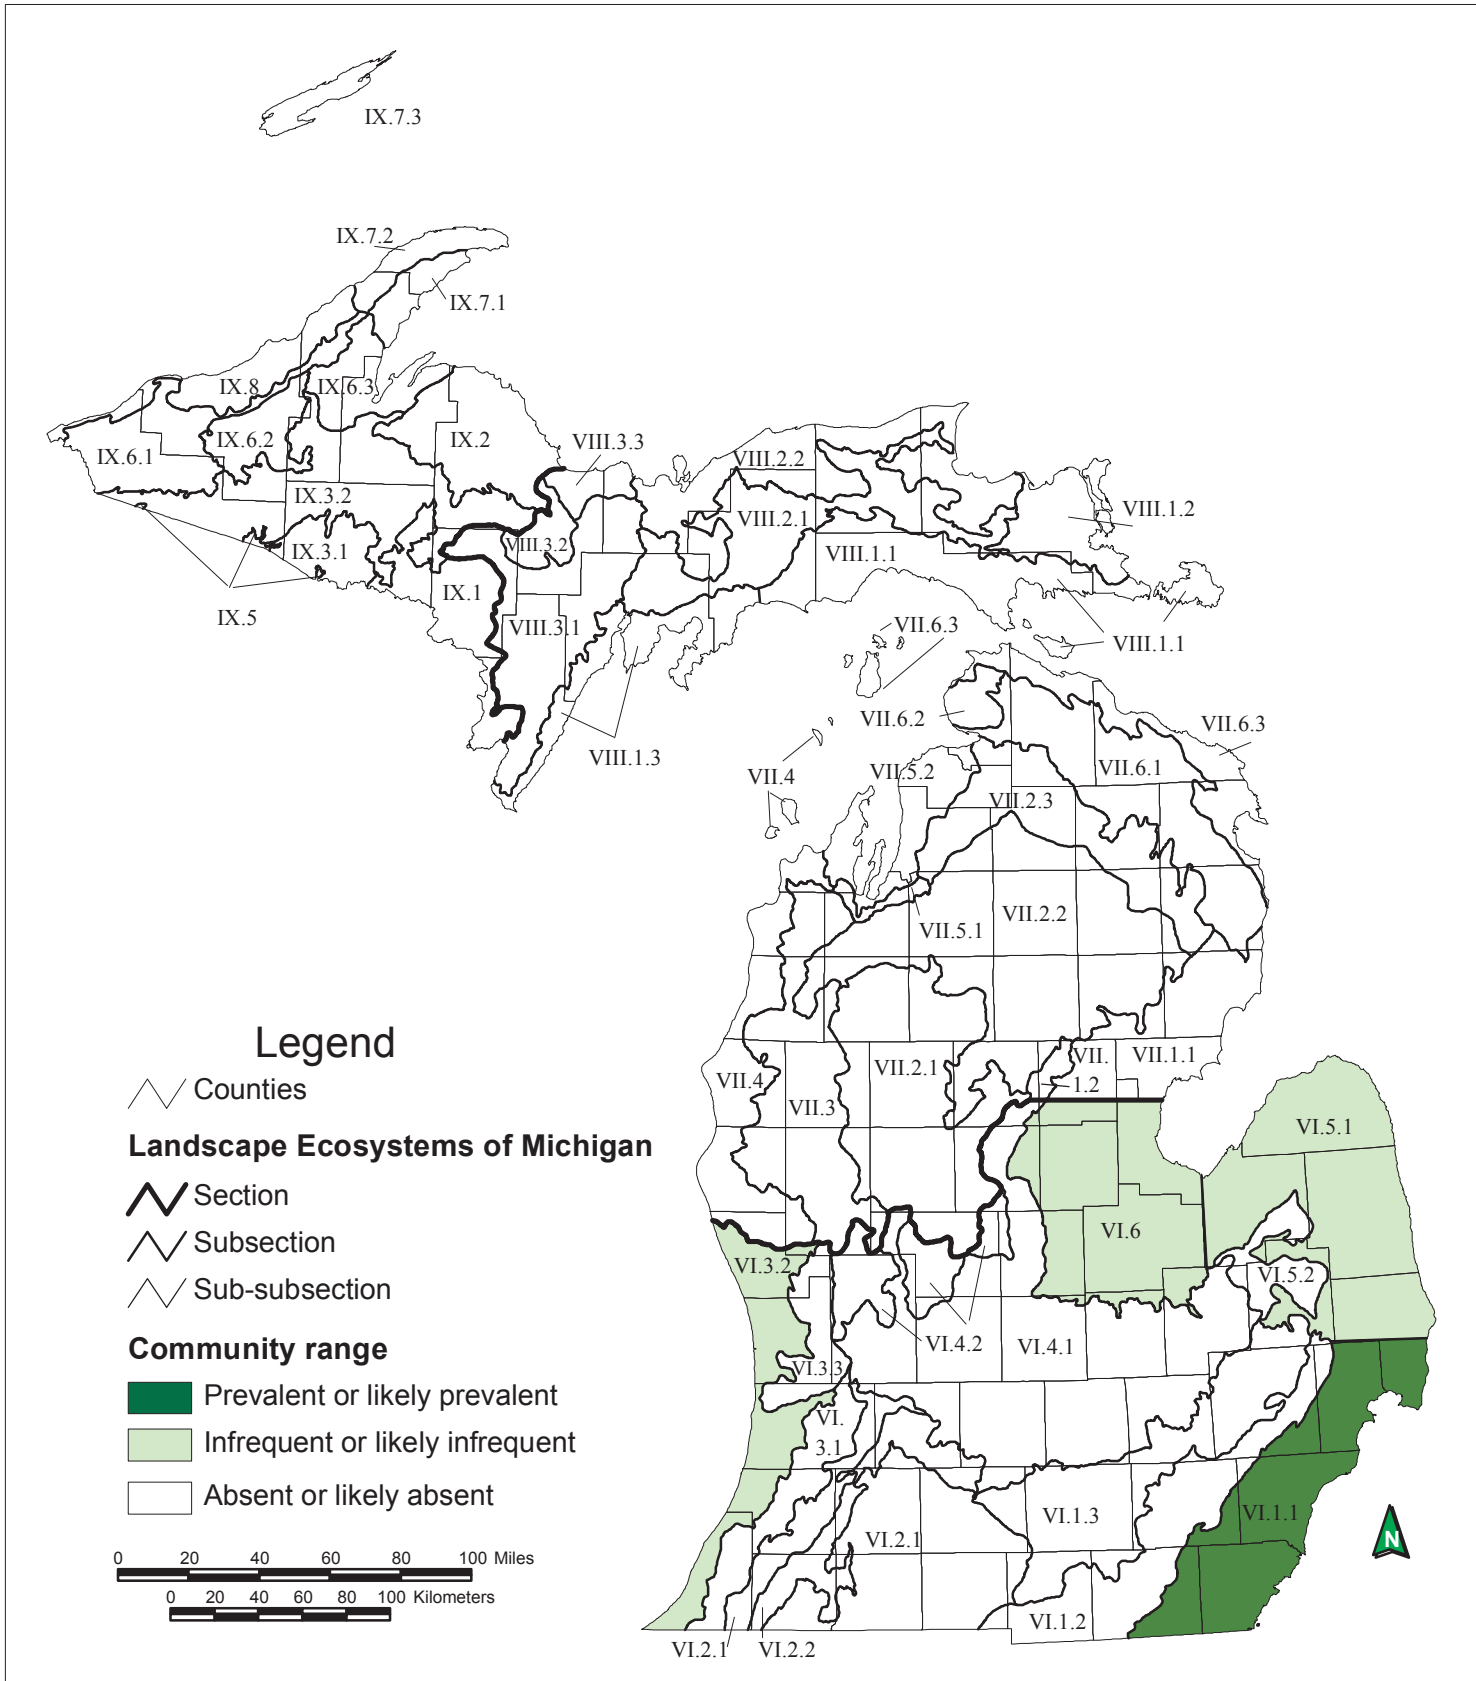 IX.7.3
IX.7.2
IX.7.1
IX.8
IX.6.3
IX.6.2
IX.2
VIII.3.3
IX.6.1
VIII.2.2
IX.3.2
VIII.2.1
VIII.1.2
IX.3.1
VIII.3.2
VIII.1.1
IX.1
IX.5
VIII.3.1
VII.6.3
VIII.1.1
VII.6.2
VII.6.3
VIII.1.3
VII.4
VII.5.2
VII.6.1
VII.2.3
VII.5.1
VII.2.2
VII.4
VII.3
VII.2.1
VII.
1.2
VII.1.1
VI.5.1
VI.6
VI.3.2
VI.5.2
VI.4.2
VI.4.1
VI.3.3
VI.
3.1
VI.1.3
VI.1.1
VI.2.1
VI.1.2
VI.2.1
VI.2.2
Legend
Counties
Landscape Ecosystems of Michigan
Section
Subsection
Sub-subsection
Community range
Prevalent or likely prevalent
Infrequent or likely infrequent
Absent or likely absent
0 20 40 60 80 100 Miles
0 20 40 60 80 100 Kilometers
N